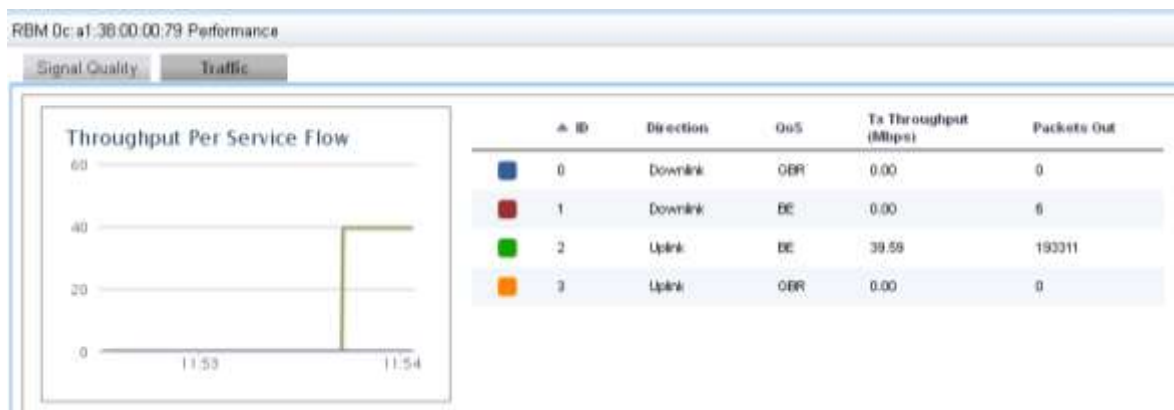 RBM 0c:a1:38:00:00:79 Performance
Signal Quality Traffic
Throughput Per Service Flow
60
40
20
0
11:53 11:54
ID Direction QoS Tx Throughput (Mbps) Packets Out
0 Downlink GBR 0.00 0
1 Downlink BE 0.00 6
2 Uplink BE 39.59 193011
3 Uplink GBR 0.00 0